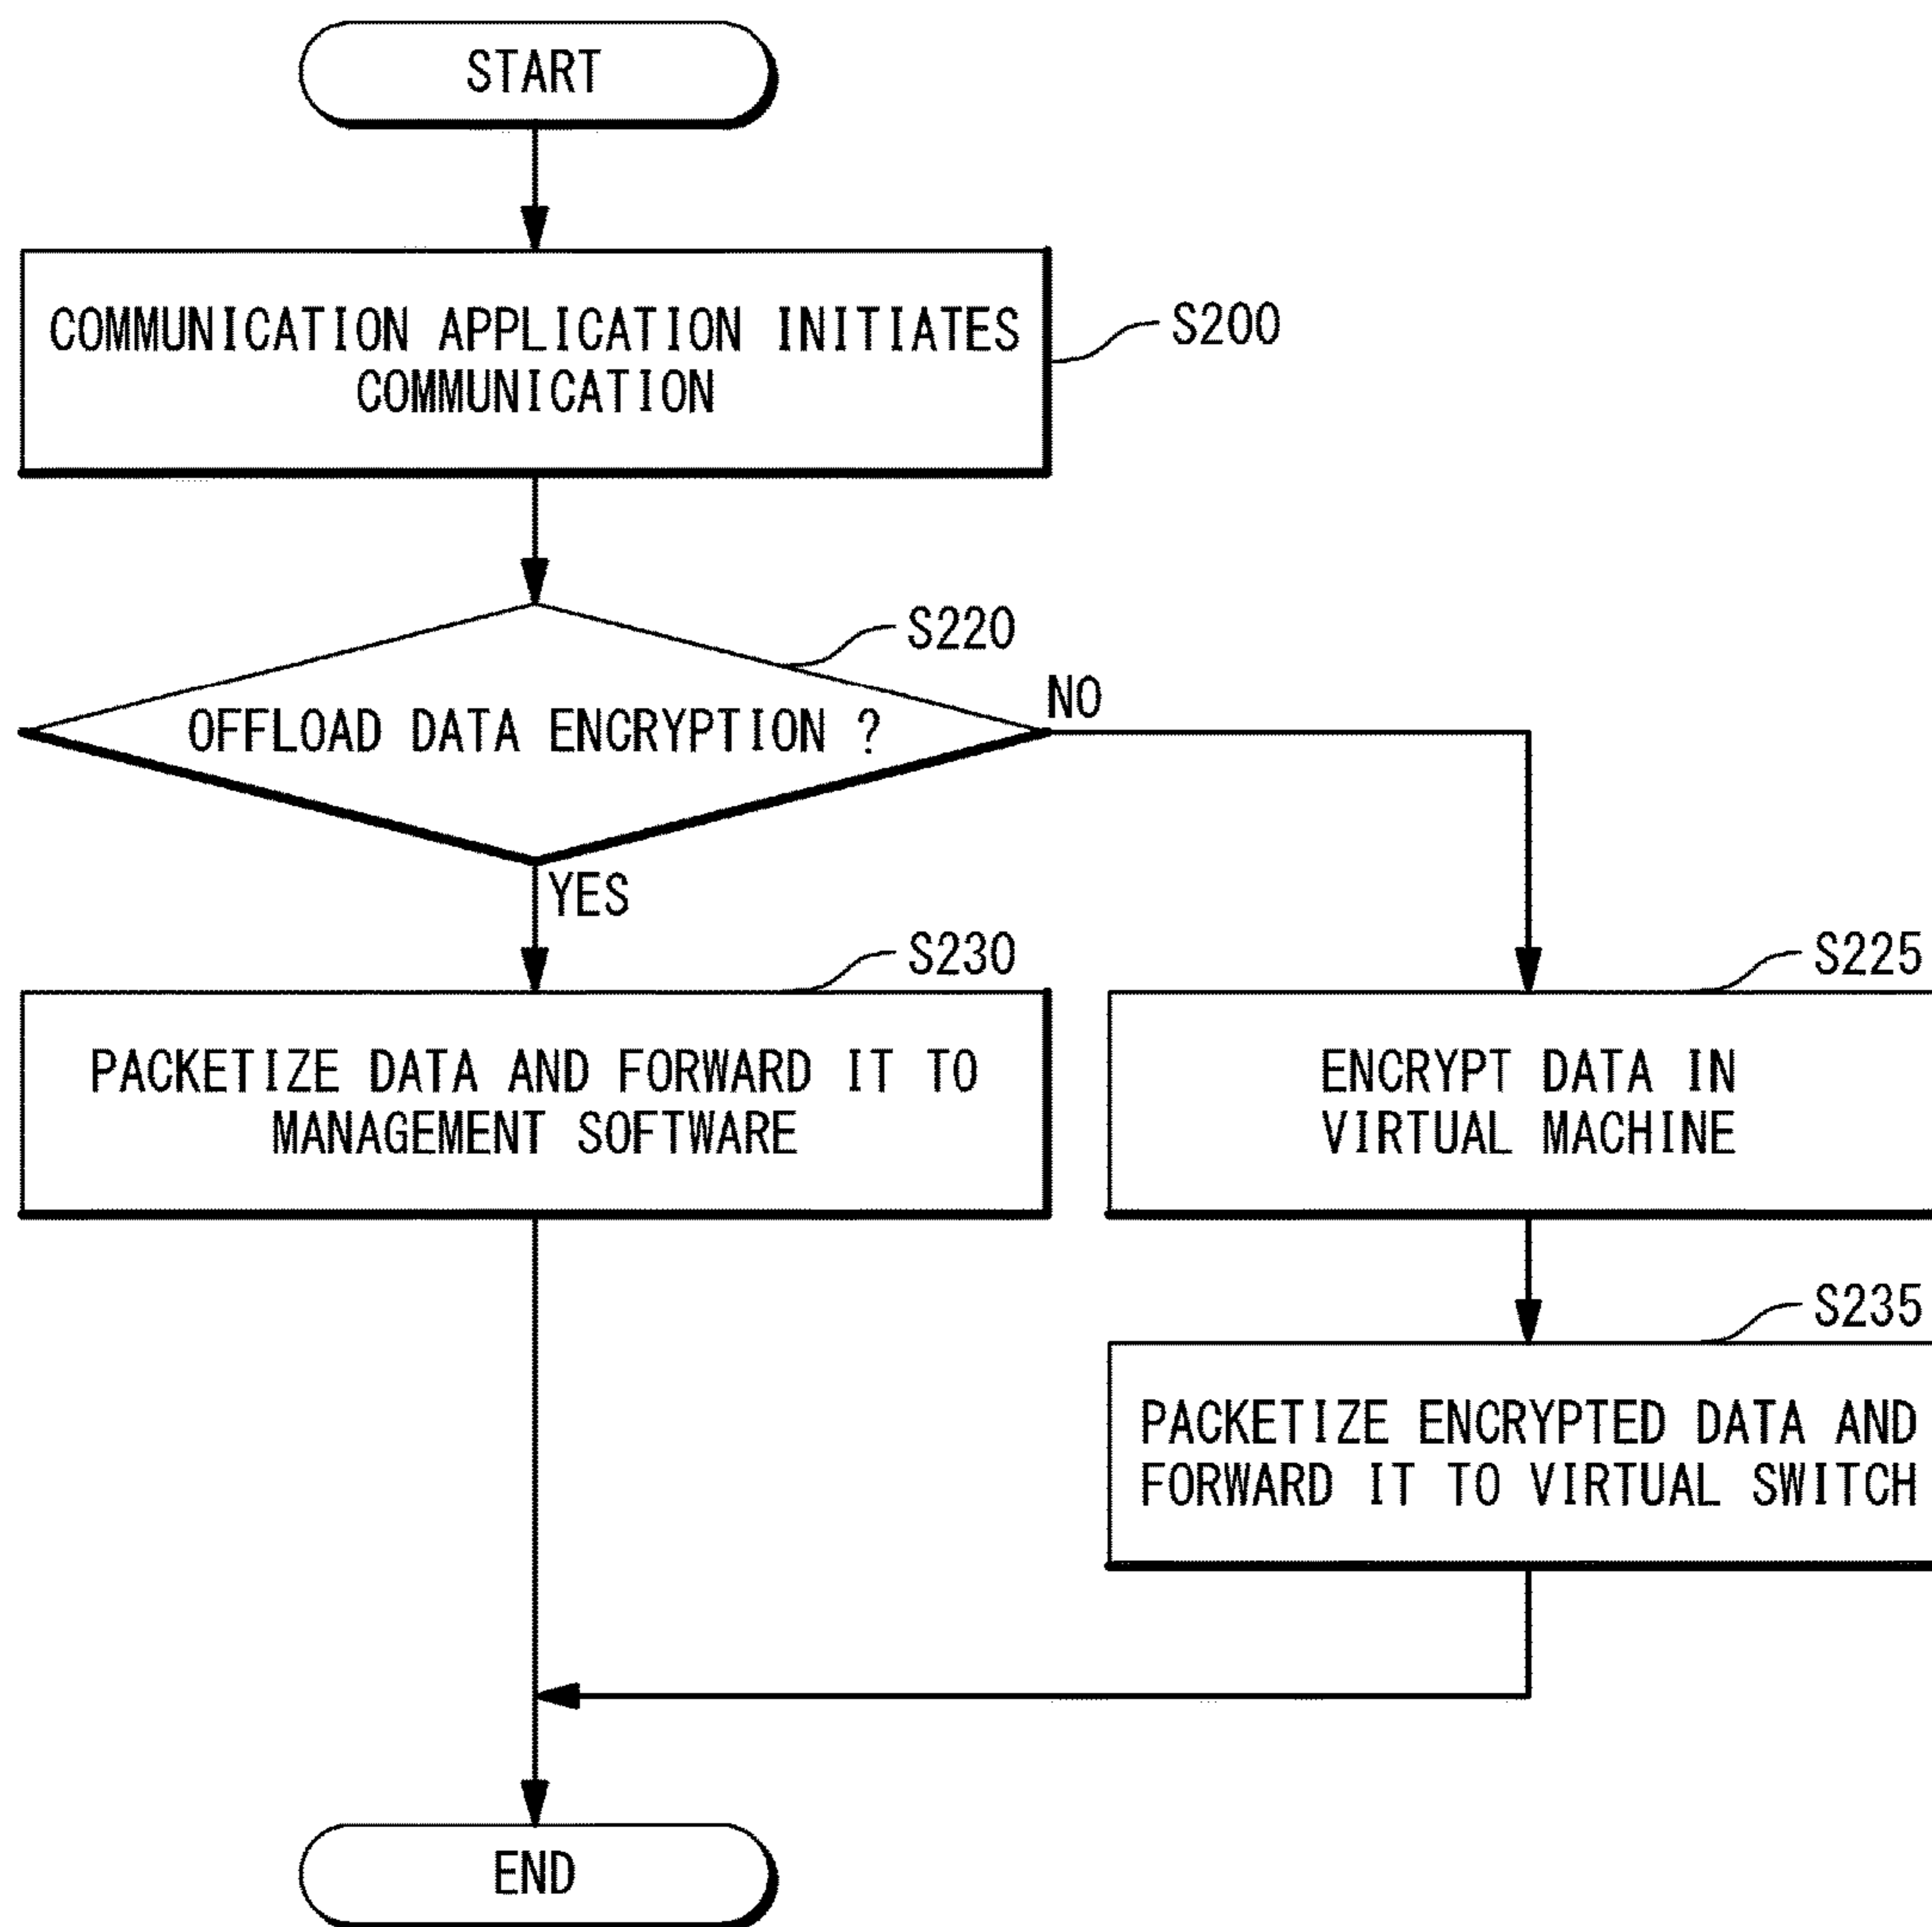 START
COMMUNICATION APPLICATION INITIATES
COMMUNICATION
S200
S220
OFFLOAD DATA ENCRYPTION ?
NO
YES
S230
PACKETIZE DATA AND FORWARD IT TO
MANAGEMENT SOFTWARE
S225
ENCRYPT DATA IN
VIRTUAL MACHINE
S235
PACKETIZE ENCRYPTED DATA AND
FORWARD IT TO VIRTUAL SWITCH
END